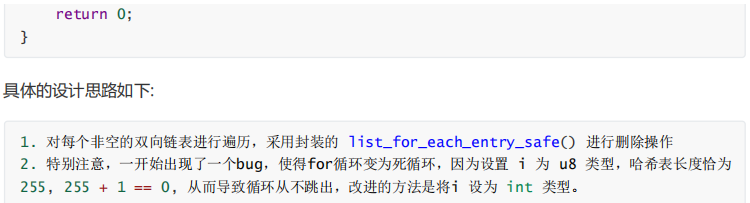 return 0;
}
具体的设计思路如下:
1. 对每个非空的双向链表进行遍历，采用封装的 list_for_each_entry_safe() 进行删除操作
2. 特别注意，一开始出现了一个bug，使得for循环变为死循环，因为设置 i 为 u8 类型，哈希表长度恰为
255, 255 + 1 == 0, 从而导致循环从不跳出，改进的方法是将i 设为 int 类型。